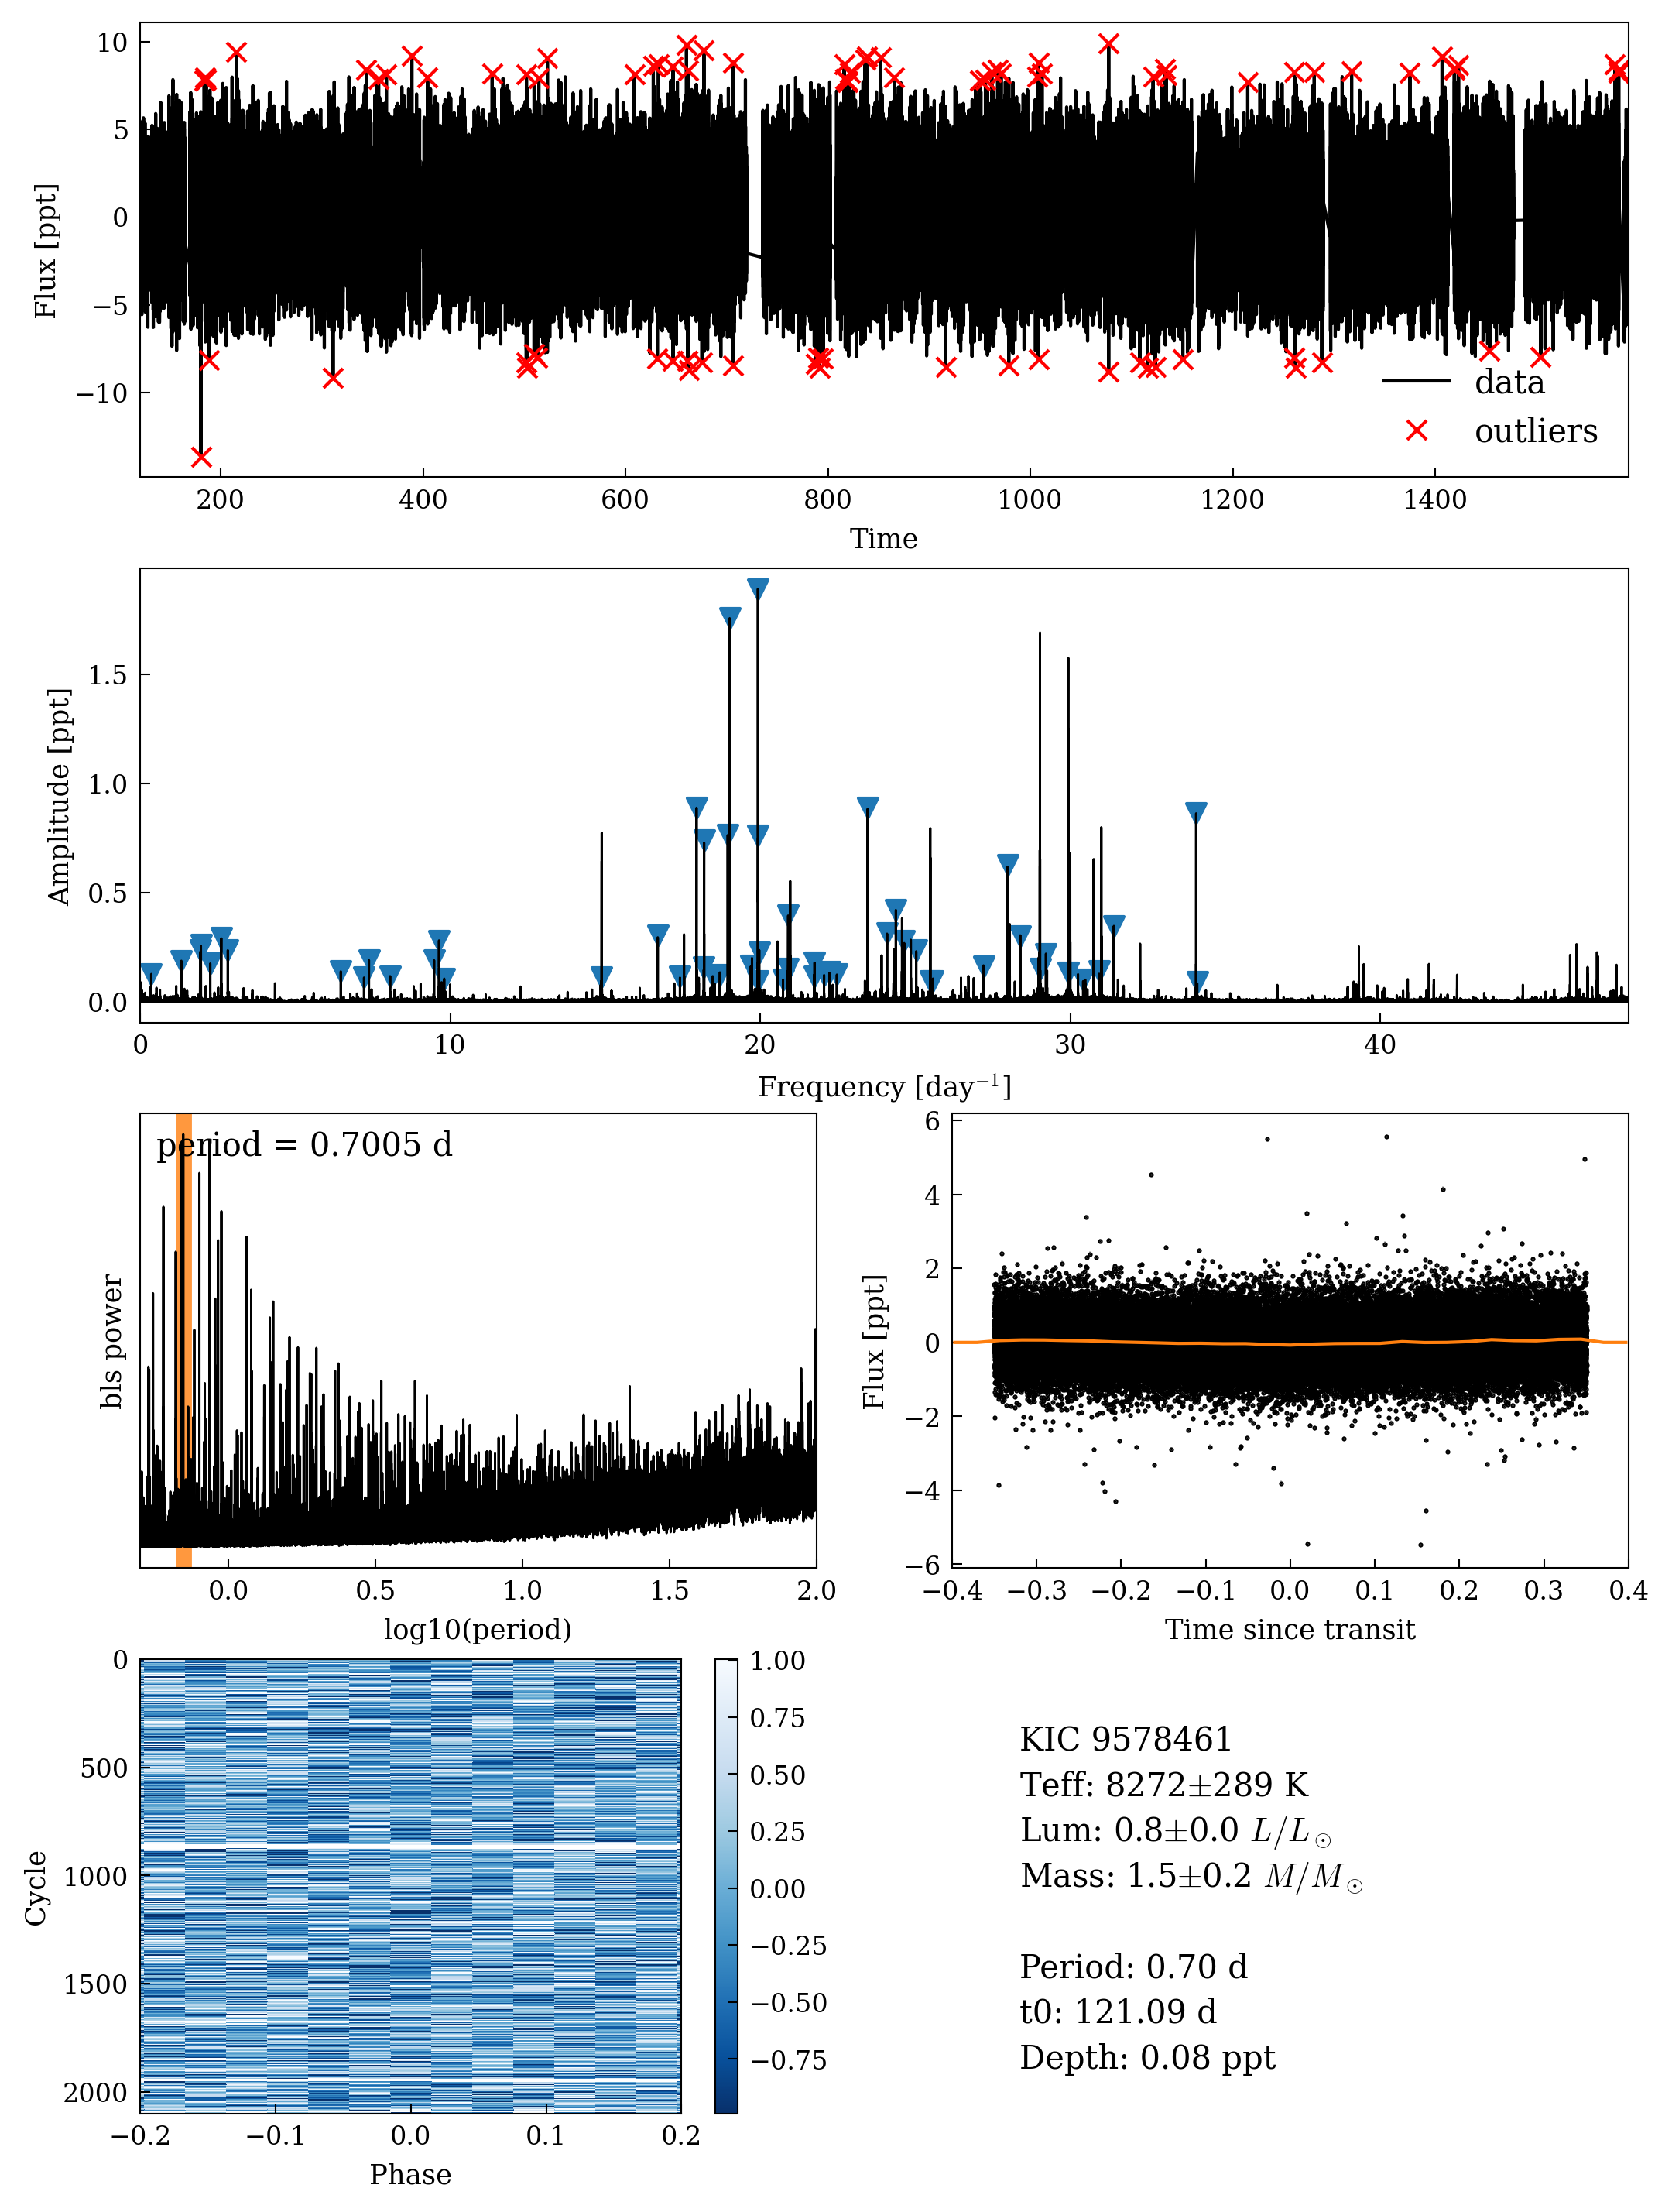 10
5
0
−5
−10
Flux [ppt]
data
outliers
200 400 600 800 1000 1200 1400
Time
1.5
1.0
0.5
0.0
Amplitude [ppt]
0 10 20 30 40
Frequency [day⁻¹]
period = 0.7005 d
bls power
0.0 0.5 1.0 1.5 2.0
log10(period)
6
4
2
0
−2
−4
−6
Flux [ppt]
−0.4 −0.3 −0.2 −0.1 0.0 0.1 0.2 0.3 0.4
Time since transit
0
500
1000
1500
2000
Cycle
−0.2 −0.1 0.0 0.1 0.2
Phase
1.00
0.75
0.50
0.25
0.00
−0.25
−0.50
−0.75
KIC 9578461
Teff: 8272±289 K
Lum: 0.8±0.0 L/L⊙
Mass: 1.5±0.2 M/M⊙
Period: 0.70 d
t0: 121.09 d
Depth: 0.08 ppt